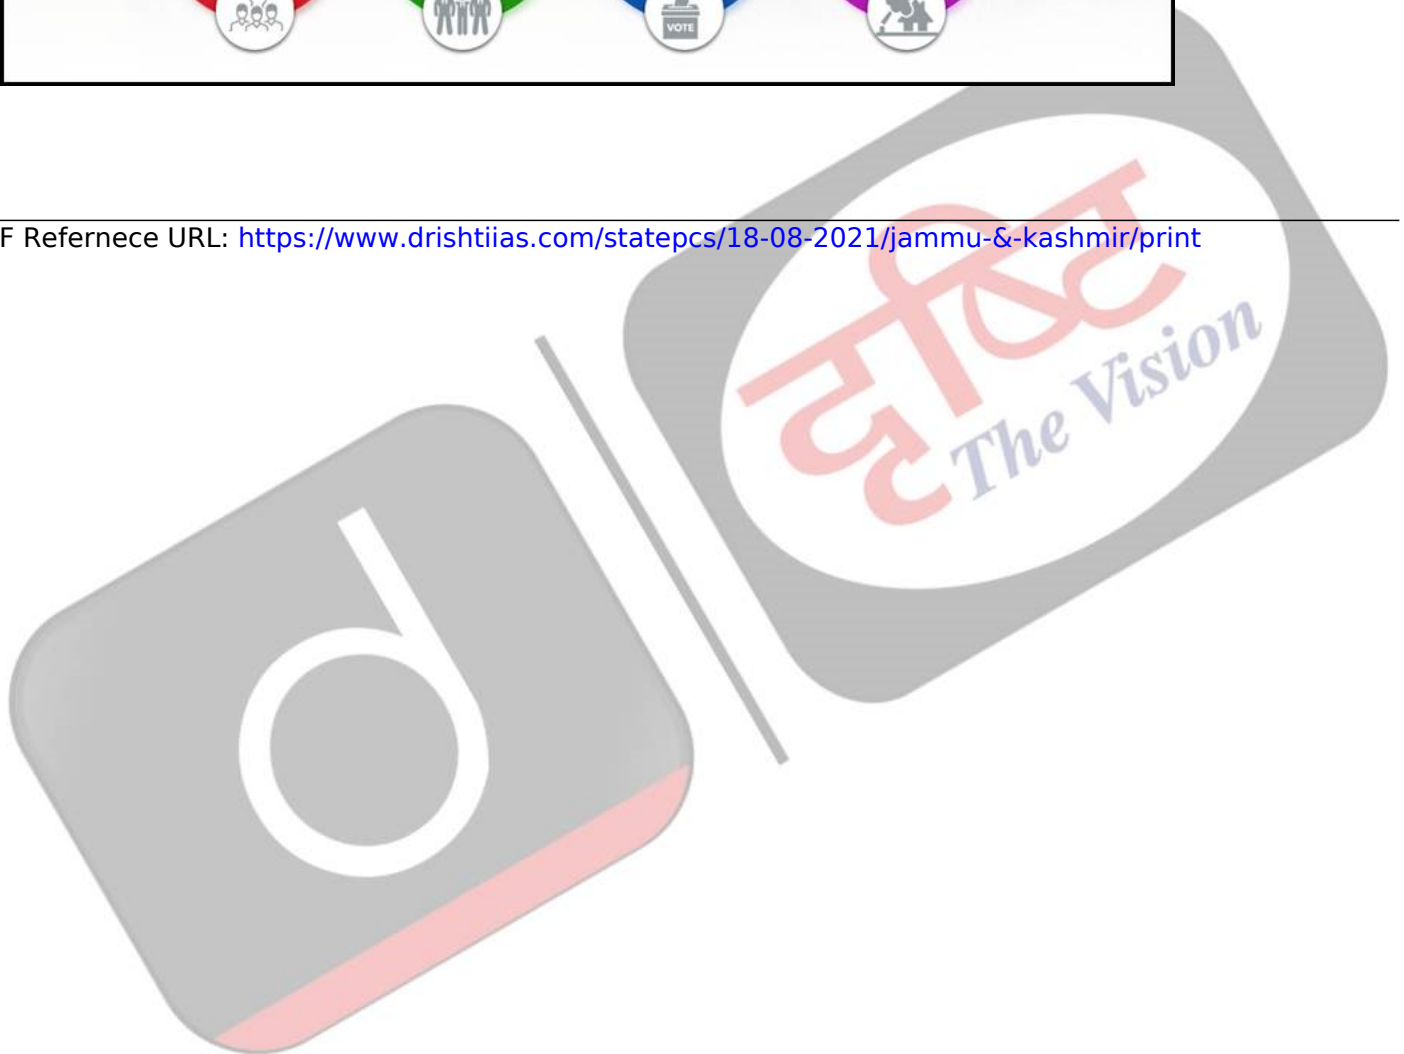 VOTE
F Refernece URL: https://www.drishtiias.com/statepcs/18-08-2021/jammu-&-kashmir/print
दृष्टि
The Vision
d